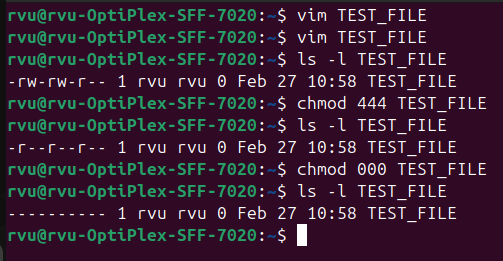 rvu@rvu-OptiPlex-SFF-7020:~$ vim TEST_FILE
rvu@rvu-OptiPlex-SFF-7020:~$ vim TEST_FILE
rvu@rvu-OptiPlex-SFF-7020:~$ ls -l TEST_FILE
-rw-rw-r-- 1 rvu rvu 0 Feb 27 10:58 TEST_FILE
rvu@rvu-OptiPlex-SFF-7020:~$ chmod 444 TEST_FILE
rvu@rvu-OptiPlex-SFF-7020:~$ ls -l TEST_FILE
-r--r--r-- 1 rvu rvu 0 Feb 27 10:58 TEST_FILE
rvu@rvu-OptiPlex-SFF-7020:~$ chmod 000 TEST_FILE
rvu@rvu-OptiPlex-SFF-7020:~$ ls -l TEST_FILE
---------- 1 rvu rvu 0 Feb 27 10:58 TEST_FILE
rvu@rvu-OptiPlex-SFF-7020:~$